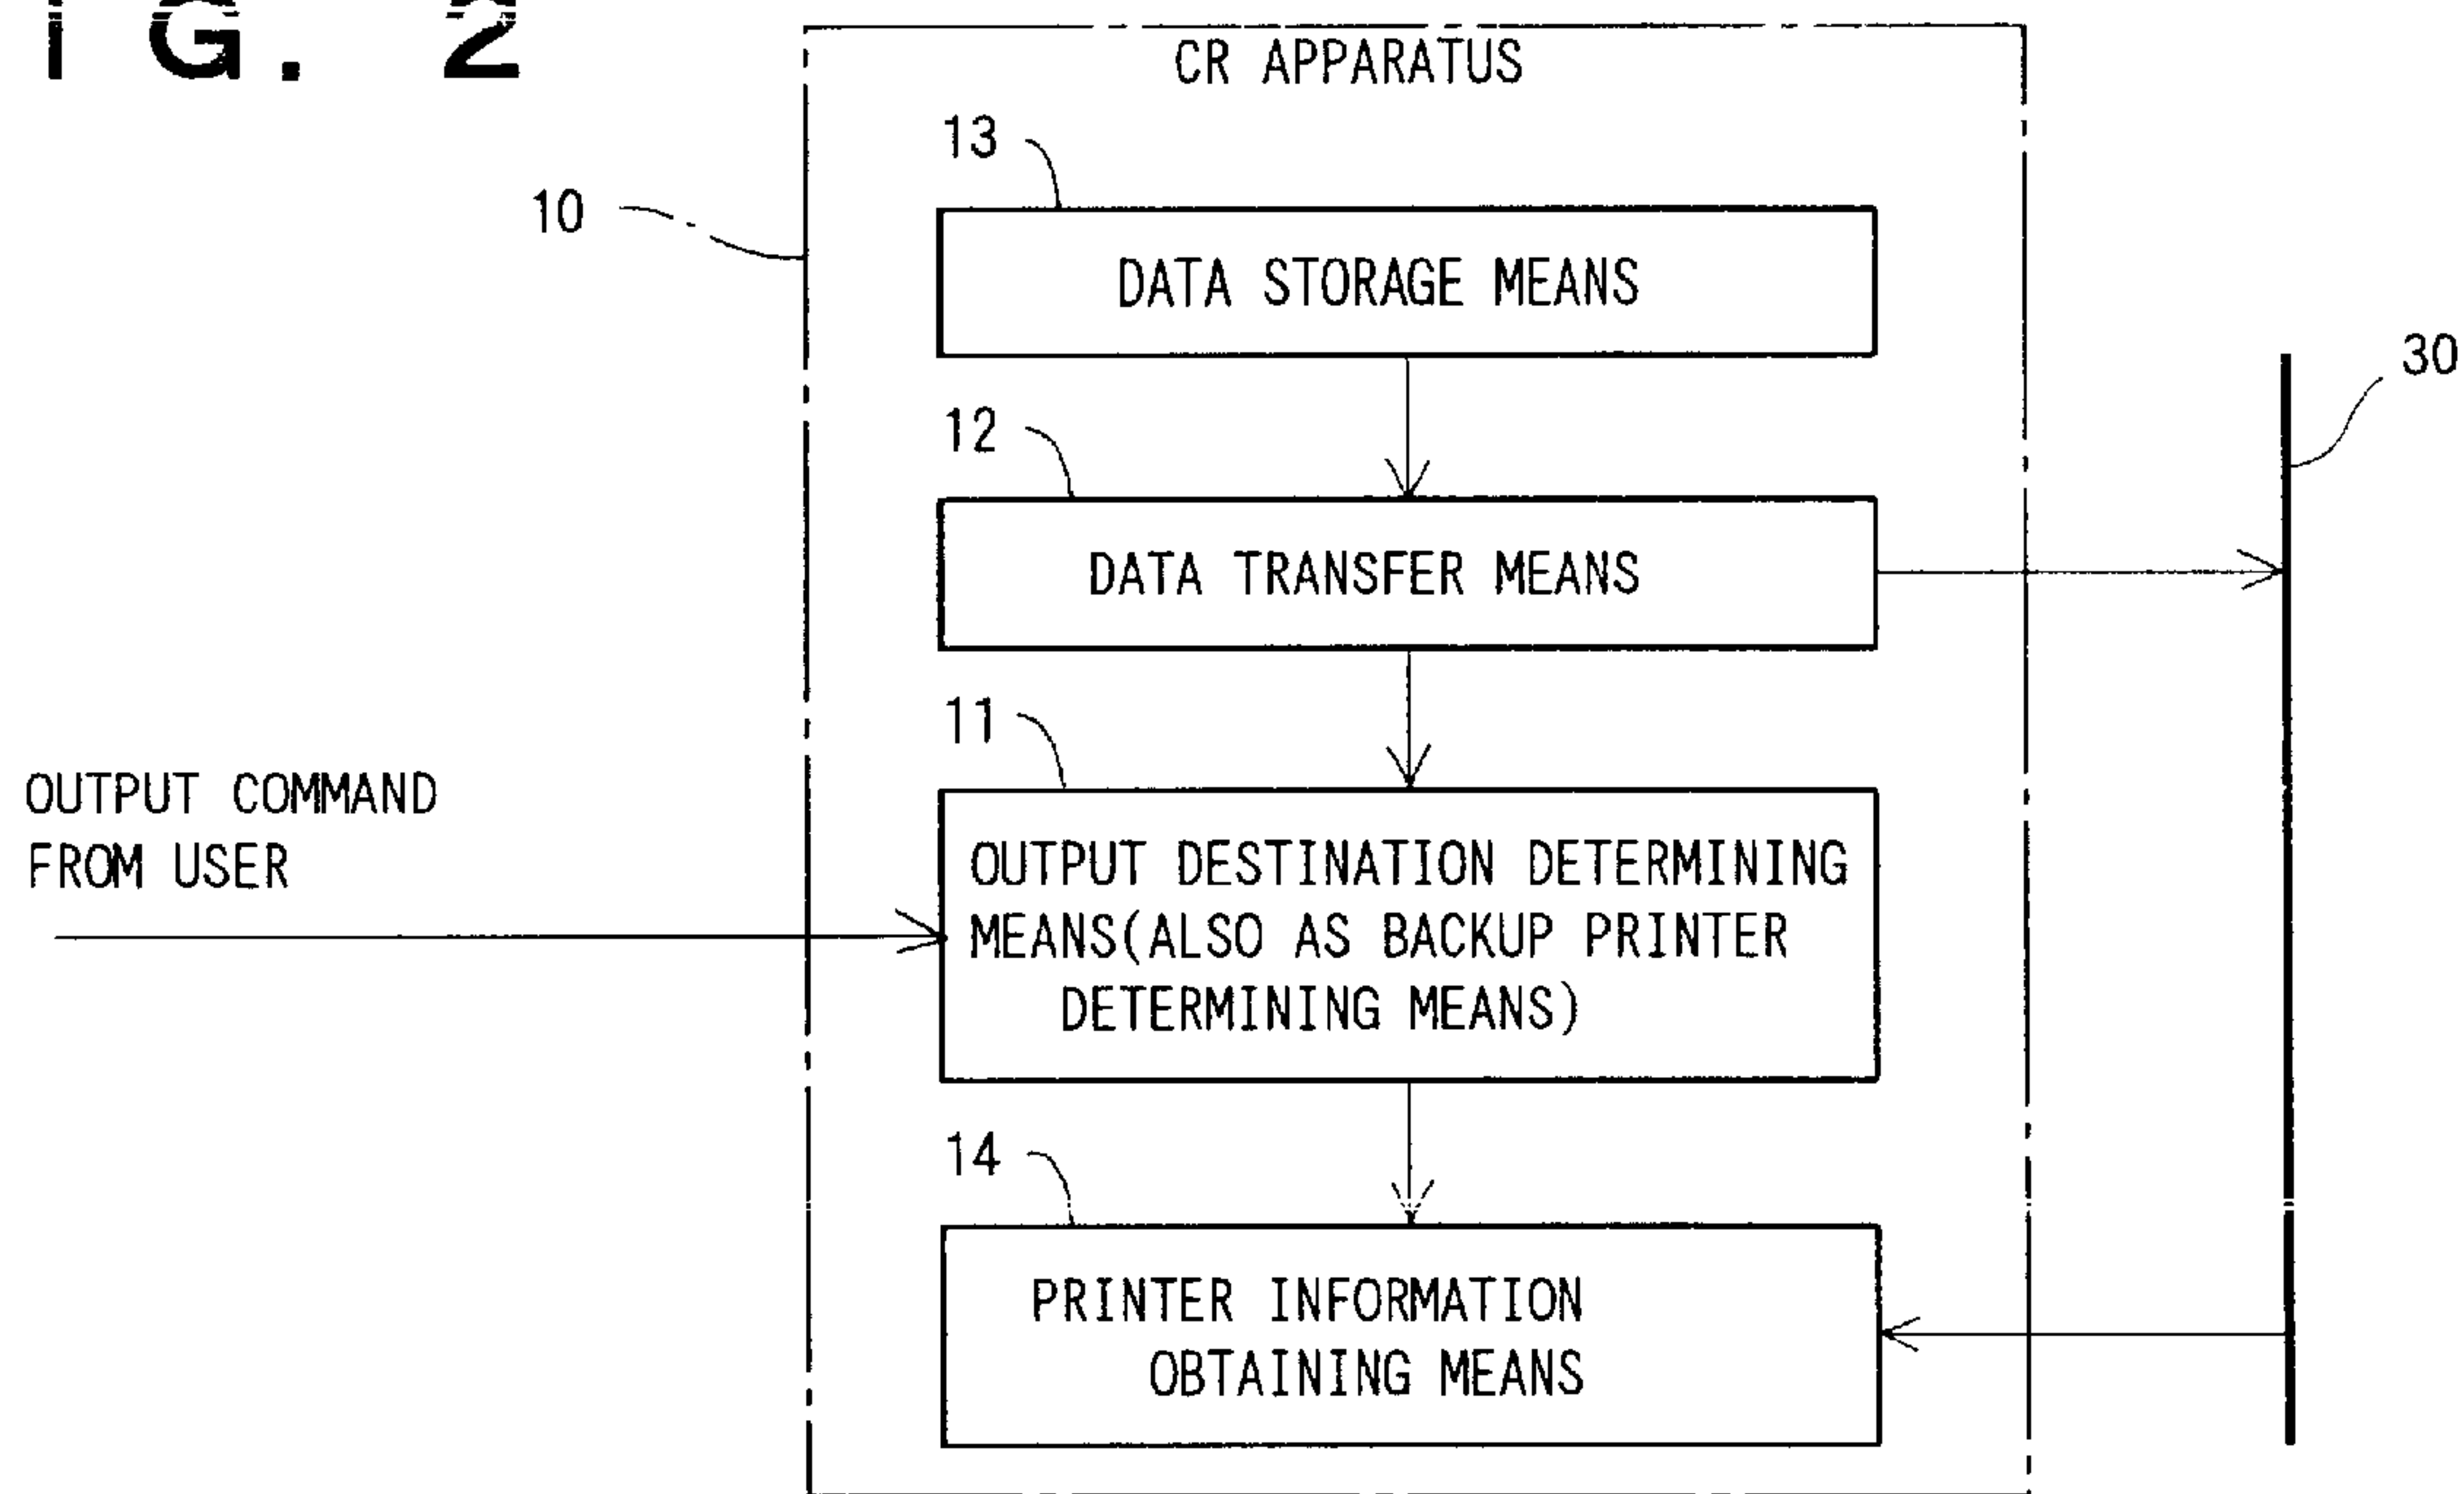 IG. 2
CR APPARATUS
13
10
DATA STORAGE MEANS
30
12
DATA TRANSFER MEANS
11
OUTPUT COMMAND
FROM USER
OUTPUT DESTINATION DETERMINING
MEANS(ALSO AS BACKUP PRINTER
DETERMINING MEANS)
14
PRINTER INFORMATION
OBTAINING MEANS